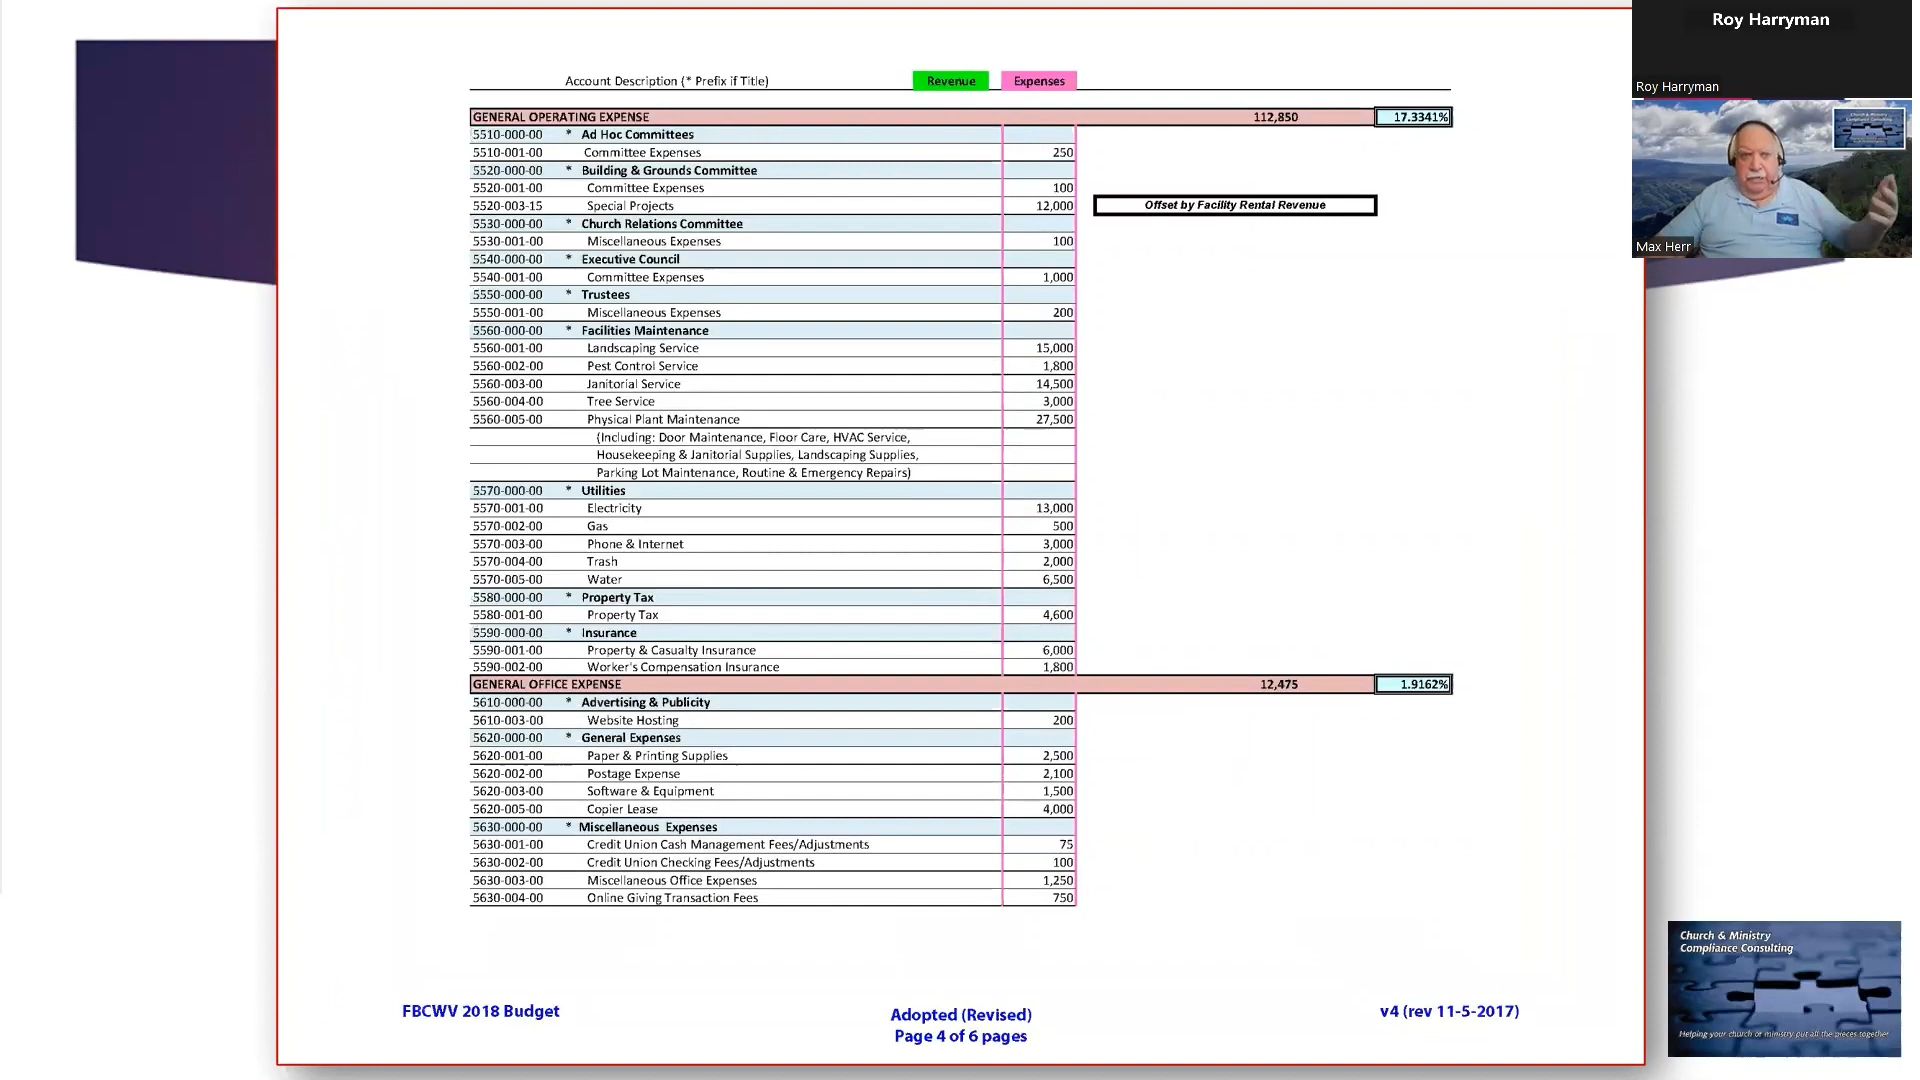 Account Description (* Prefix if Title) Revenue Expenses
GENERAL OPERATING EXPENSE 112,850 17.3341%
5510-000-00 * Ad Hoc Committees
5510-001-00 Committee Expenses 250
5520-000-00 * Building & Grounds Committee
5520-001-00 Committee Expenses 100
5520-003-15 Special Projects 12,000 Offset by Facility Rental Revenue
5530-000-00 * Church Relations Committee
5530-001-00 Miscellaneous Expenses 100
5540-000-00 * Executive Council
5540-001-00 Committee Expenses 1,000
5550-000-00 * Trustees
5550-001-00 Miscellaneous Expenses 200
5560-000-00 * Facilities Maintenance
5560-001-00 Landscaping Service 15,000
5560-002-00 Pest Control Service 1,800
5560-003-00 Janitorial Service 14,500
5560-004-00 Tree Service 3,000
5560-005-00 Physical Plant Maintenance 27,500
(Including: Door Maintenance, Floor Care, HVAC Service,
Housekeeping & Janitorial Supplies, Landscaping Supplies,
Parking Lot Maintenance, Routine & Emergency Repairs)
5570-000-00 * Utilities
5570-001-00 Electricity 13,000
5570-002-00 Gas 500
5570-003-00 Phone & Internet 3,000
5570-004-00 Trash 2,000
5570-005-00 Water 6,500
5580-000-00 * Property Tax
5580-001-00 Property Tax 4,600
5590-000-00 * Insurance
5590-001-00 Property & Casualty Insurance 6,000
5590-002-00 Worker's Compensation Insurance 1,800
GENERAL OFFICE EXPENSE 12,475 1.9162%
5610-000-00 * Advertising & Publicity
5610-003-00 Website Hosting 200
5620-000-00 * General Expenses
5620-001-00 Paper & Printing Supplies 2,500
5620-002-00 Postage Expense 2,100
5620-003-00 Software & Equipment 1,500
5620-005-00 Copier Lease 4,000
5630-000-00 * Miscellaneous Expenses
5630-001-00 Credit Union Cash Management Fees/Adjustments 75
5630-002-00 Credit Union Checking Fees/Adjustments 100
5630-003-00 Miscellaneous Office Expenses 1,250
5630-004-00 Online Giving Transaction Fees 750
FBCWV 2018 Budget
Adopted (Revised)
Page 4 of 6 pages
v4 (rev 11-5-2017)
Roy Harryman
Roy Harryman
Church & Ministry
Compliance Consulting
Max Herr
Church & Ministry
Compliance Consulting
Helping your church or ministry put all the pieces together